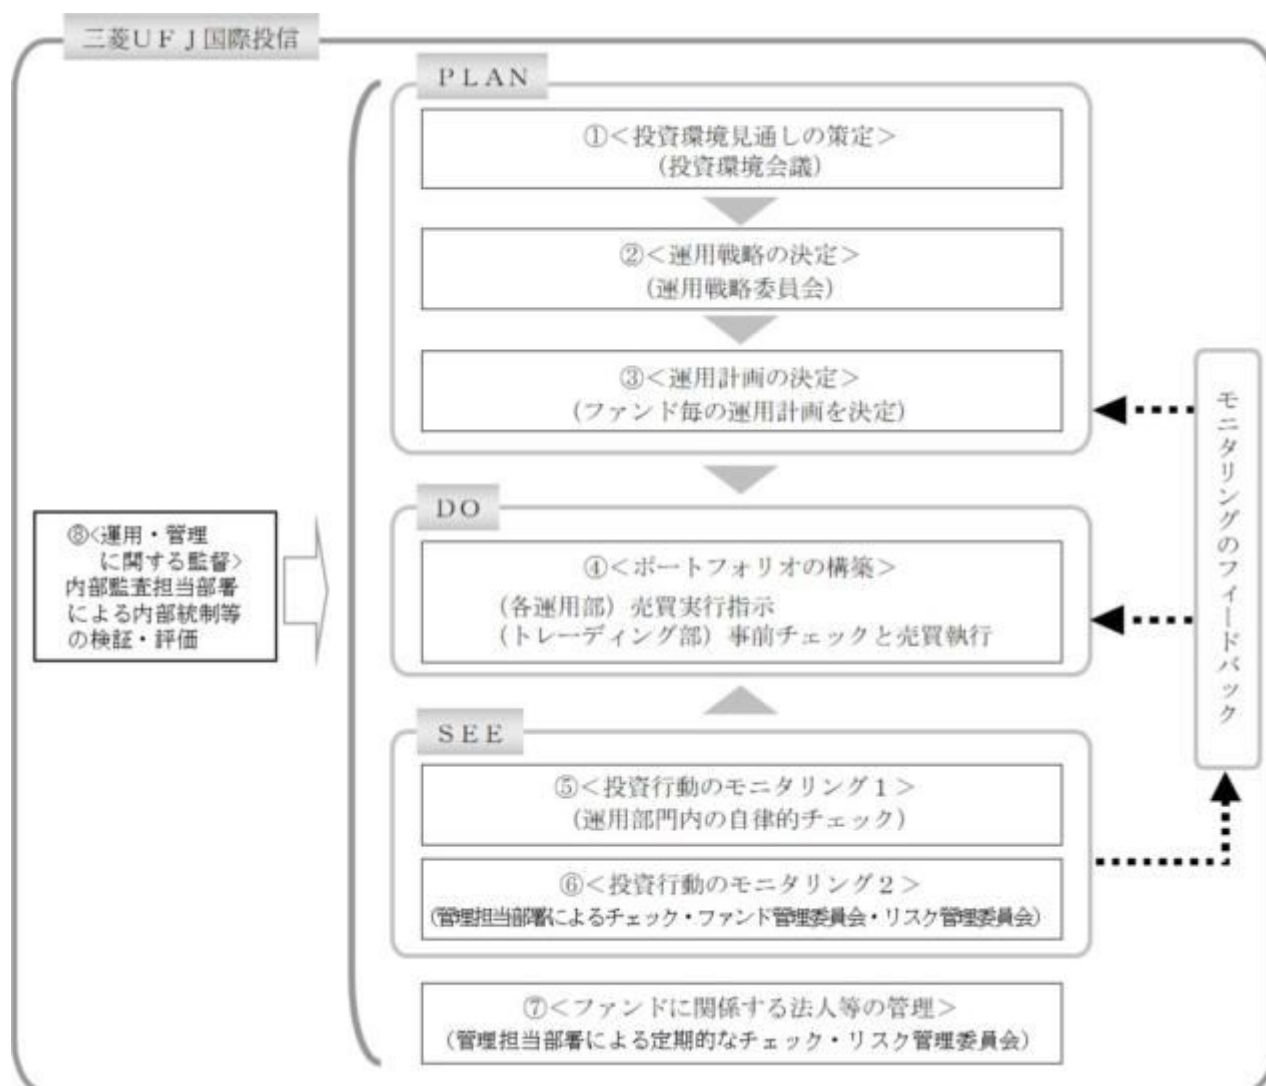 三菱ＵＦＪ国際投信
ＰＬＡＮ
①＜投資環境見通しの策定＞
（投資環境会議）
②＜運用戦略の決定＞
（運用戦略委員会）
③＜運用計画の決定＞
（ファンド毎の運用計画を決定）
ＤＯ
④＜ポートフォリオの構築＞
（各運用部）売買実行指示
（トレーディング部）事前チェックと売買執行
ＳＥＥ
⑤＜投資行動のモニタリング１＞
（運用部門内の自律的チェック）
⑥＜投資行動のモニタリング２＞
（管理担当部署によるチェック・ファンド管理委員会・リスク管理委員会）
⑦＜ファンドに関係する法人等の管理＞
（管理担当部署による定期的なチェック・リスク管理委員会）
⑧<運用・管理
に関する監督>
内部監査担当部署
による内部統制等
の検証・評価
モニタリングのフィードバック